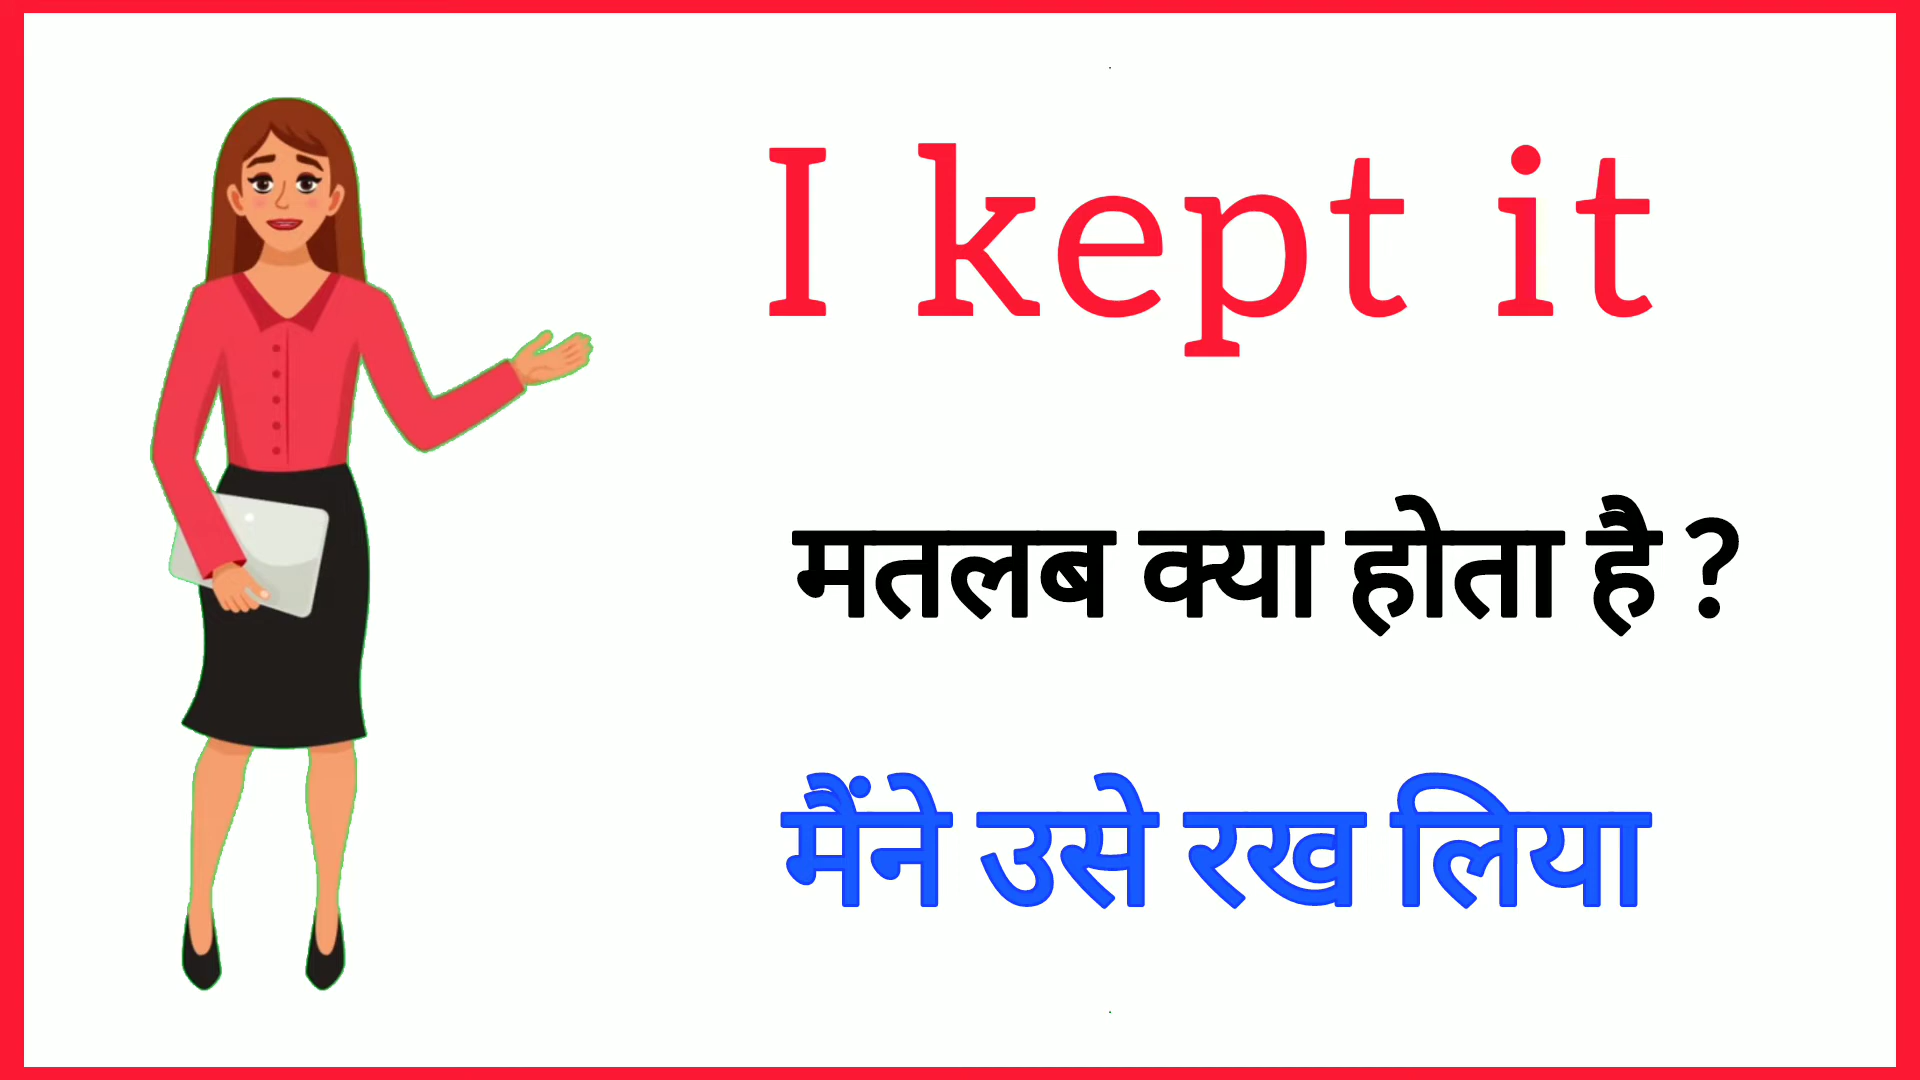 I kept it
मतलब क्या होता है ?
मैंने उसे रख लिया